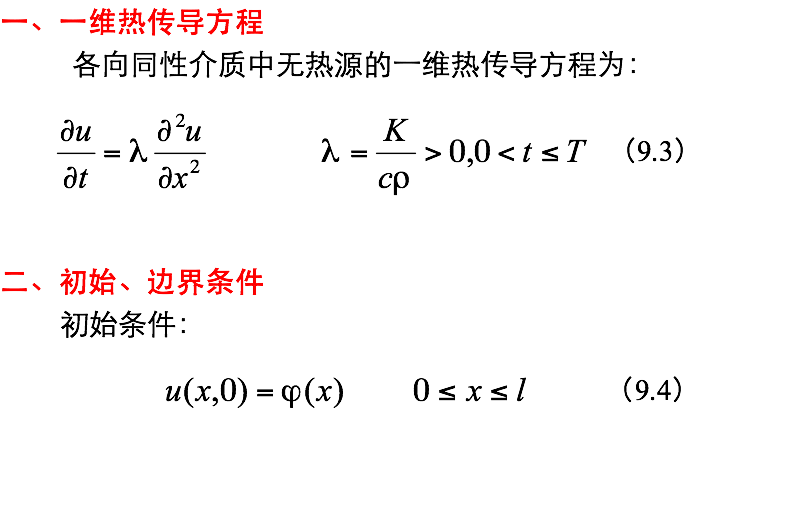 一、一维热传导方程
各向同性介质中无热源的一维热传导方程为：
∂u/∂t = λ ∂²u/∂x² λ = K/cρ > 0,0 < t ≤ T （9.3）
二、初始、边界条件
初始条件：
u(x,0) = φ(x) 0 ≤ x ≤ l （9.4）